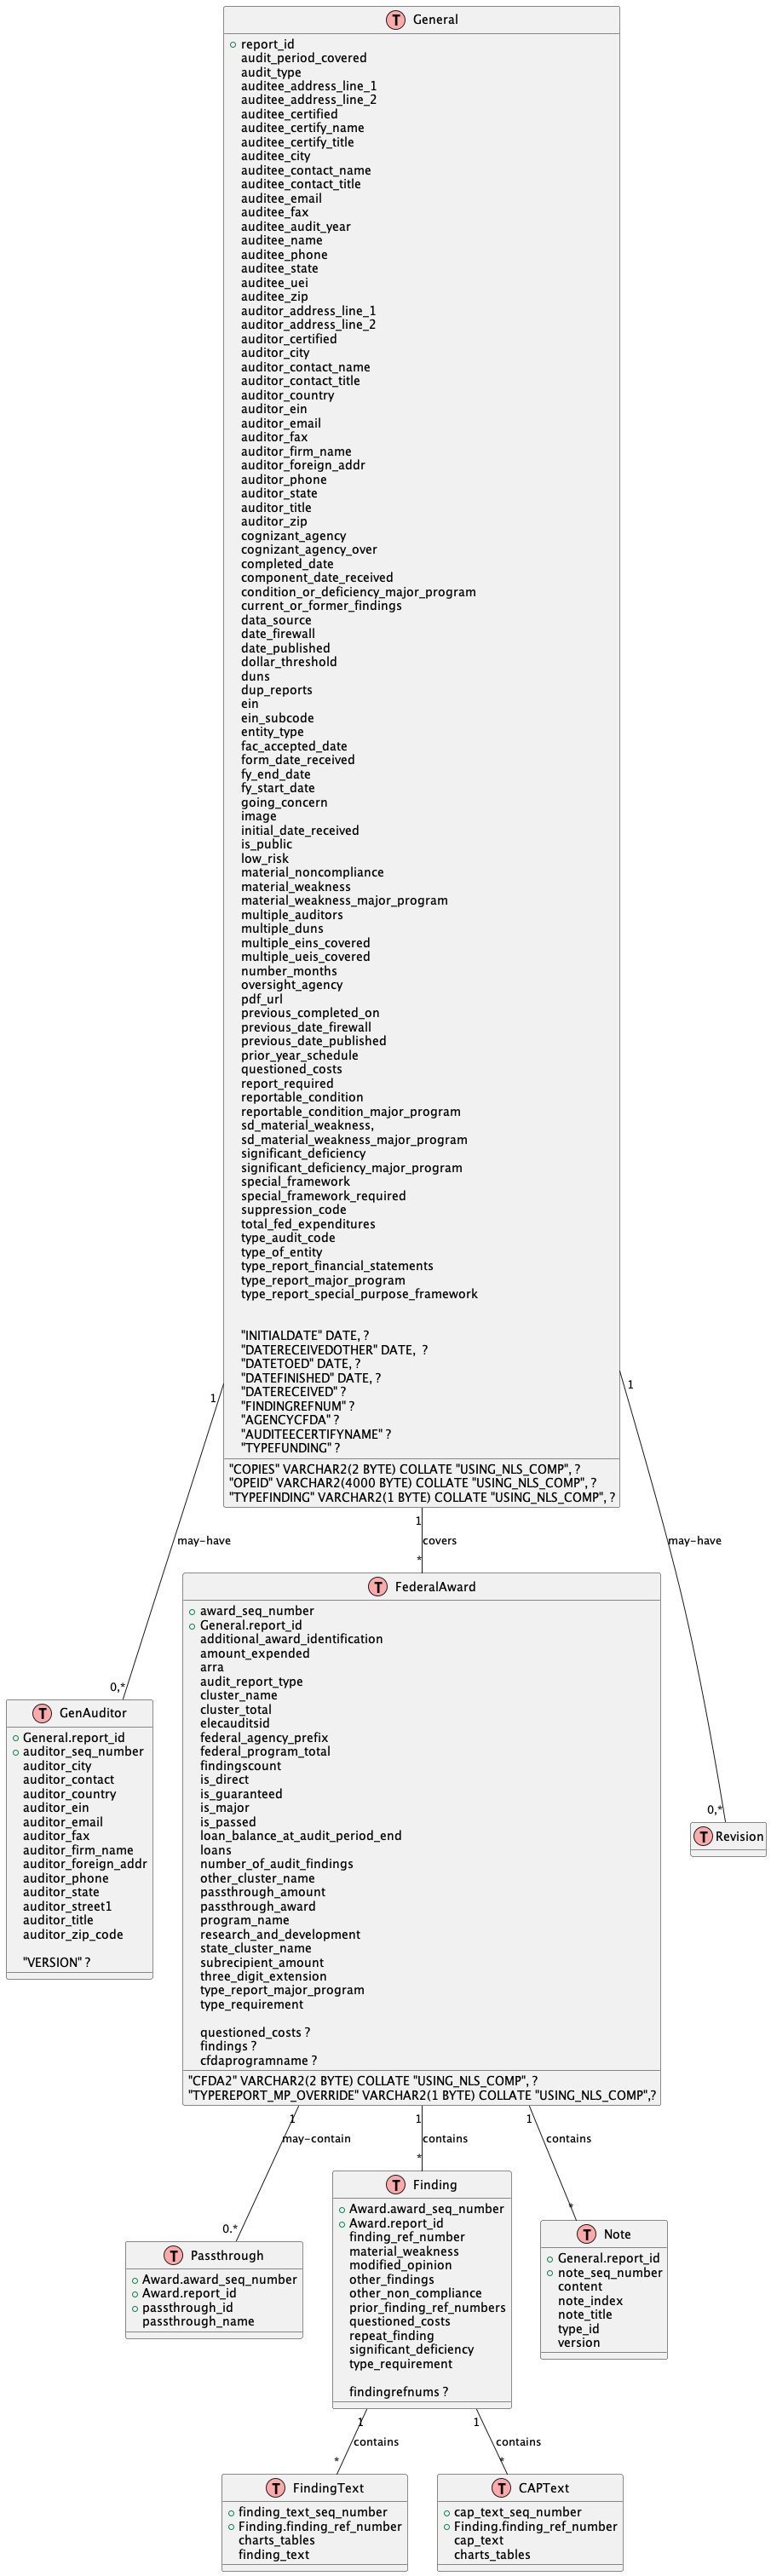 T General
report_id
audit_period_covered
audit_type
auditee_address_line_1
auditee_address_line_2
auditee_certified
auditee_certify_name
auditee_certify_title
auditee_city
auditee_contact_name
auditee_contact_title
auditee_email
auditee_fax
auditee_audit_year
auditee_name
auditee_phone
auditee_state
auditee_uei
auditee_zip
auditor_address_line_1
auditor_address_line_2
auditor_certified
auditor_city
auditor_contact_name
auditor_contact_title
auditor_country
auditor_ein
auditor_email
auditor_fax
auditor_firm_name
auditor_foreign_addr
auditor_phone
auditor_state
auditor_title
auditor_zip
cognizant_agency
cognizant_agency_over
completed_date
component_date_received
condition_or_deficiency_major_program
current_or_former_findings
data_source
date_firewall
date_published
dollar_threshold
duns
dup_reports
ein
ein_subcode
entity_type
fac_accepted_date
form_date_received
fy_end_date
fy_start_date
going_concern
image
initial_date_received
is_public
low_risk
material_noncompliance
material_weakness
material_weakness_major_program
multiple_auditors
multiple_duns
multiple_eins_covered
multiple_ueis_covered
number_months
oversight_agency
pdf_url
previous_completed_on
previous_date_firewall
previous_date_published
prior_year_schedule
questioned_costs
report_required
reportable_condition
reportable_condition_major_program
sd_material_weakness,
sd_material_weakness_major_program
significant_deficiency
significant_deficiency_major_program
special_framework
special_framework_required
suppression_code
total_fed_expenditures
type_audit_code
type_of_entity
type_report_financial_statements
type_report_major_program
type_report_special_purpose_framework
"INITIALDATE" DATE, ?
"DATERECEIVEDOTHER" DATE,  ?
"DATETOED" DATE, ?
"DATEFINISHED" DATE, ?
"DATERECEIVED" ?
"FINDINGREFNUM" ?
"AGENCYCFDA" ?
"AUDITEECERTIFYNAME" ?
"TYPEFUNDING" ?
"COPIES" VARCHAR2(2 BYTE) COLLATE "USING_NLS_COMP", ?
"OPEID" VARCHAR2(4000 BYTE) COLLATE "USING_NLS_COMP", ?
"TYPEFINDING" VARCHAR2(1 BYTE) COLLATE "USING_NLS_COMP", ?
1
may-have
0,*
1
covers
*
1
may-have
0,*
T GenAuditor
General.report_id
auditor_seq_number
auditor_city
auditor_contact
auditor_country
auditor_ein
auditor_email
auditor_fax
auditor_firm_name
auditor_foreign_addr
auditor_phone
auditor_state
auditor_street1
auditor_title
auditor_zip_code
"VERSION" ?
T FederalAward
award_seq_number
General.report_id
additional_award_identification
amount_expended
arra
audit_report_type
cluster_name
cluster_total
elecauditsid
federal_agency_prefix
federal_program_total
findingscount
is_direct
is_guaranteed
is_major
is_passed
loan_balance_at_audit_period_end
loans
number_of_audit_findings
other_cluster_name
passthrough_amount
passthrough_award
program_name
research_and_development
state_cluster_name
subrecipient_amount
three_digit_extension
type_report_major_program
type_requirement
questioned_costs ?
findings ?
cfdaprogramname ?
"CFDA2" VARCHAR2(2 BYTE) COLLATE "USING_NLS_COMP", ?
"TYPEREPORT_MP_OVERRIDE" VARCHAR2(1 BYTE) COLLATE "USING_NLS_COMP",?
T Revision
1
may-contain
0.*
1
contains
*
1
contains
*
T Passthrough
Award.award_seq_number
Award.report_id
passthrough_id
passthrough_name
T Finding
Award.award_seq_number
Award.report_id
finding_ref_number
material_weakness
modified_opinion
other_findings
other_non_compliance
prior_finding_ref_numbers
questioned_costs
repeat_finding
significant_deficiency
type_requirement
findingrefnums ?
T Note
General.report_id
note_seq_number
content
note_index
note_title
type_id
version
1
contains
*
1
contains
*
T FindingText
finding_text_seq_number
Finding.finding_ref_number
charts_tables
finding_text
T CAPText
cap_text_seq_number
Finding.finding_ref_number
cap_text
charts_tables